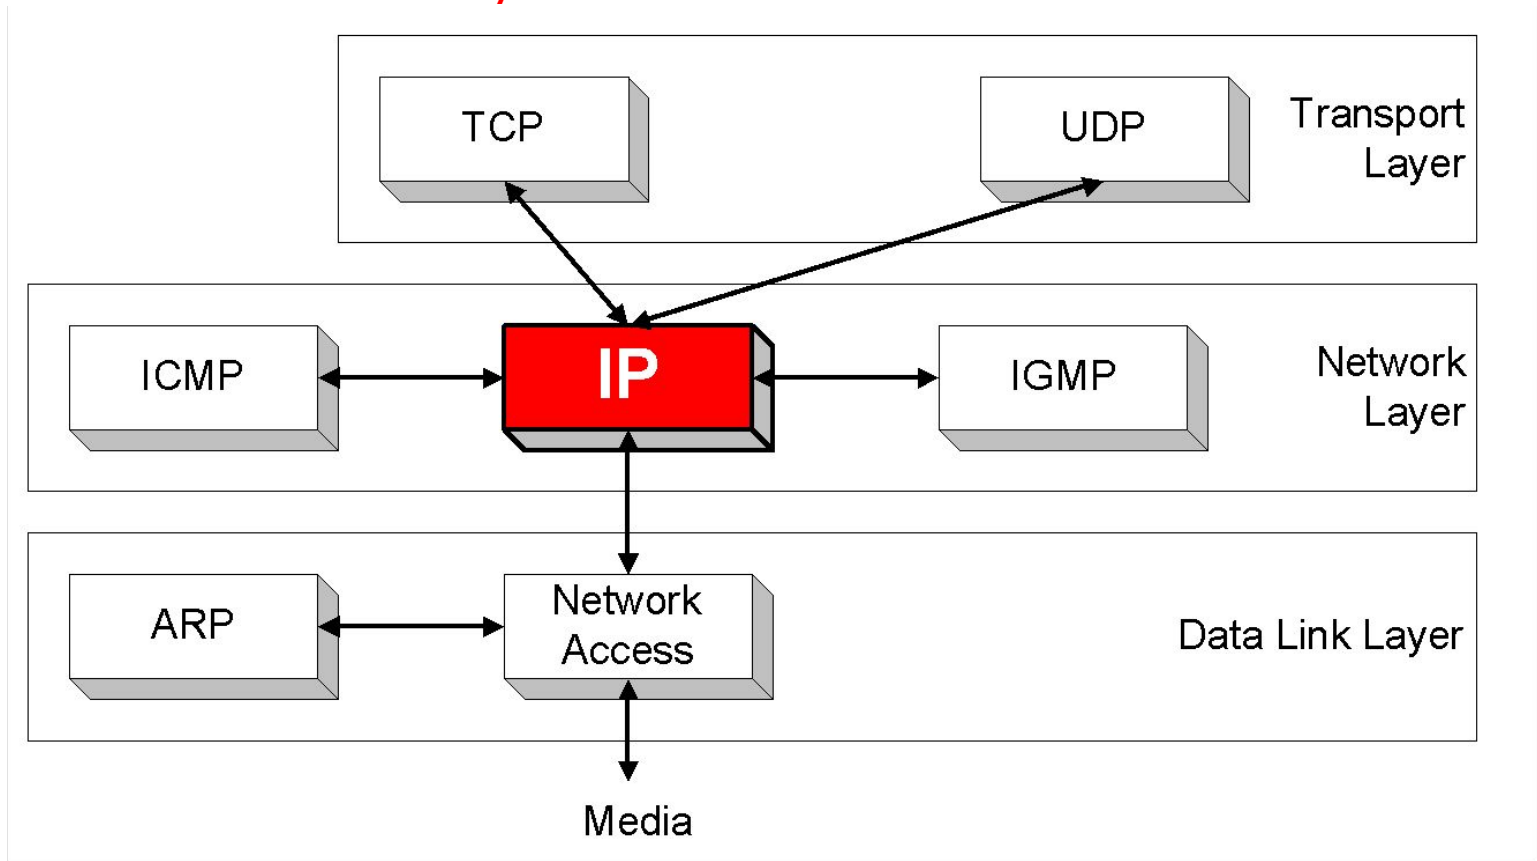 TCP
UDP
Transport
Layer
ICMP
IP
IGMP
Network
Layer
ARP
Network
Access
Data Link Layer
Media